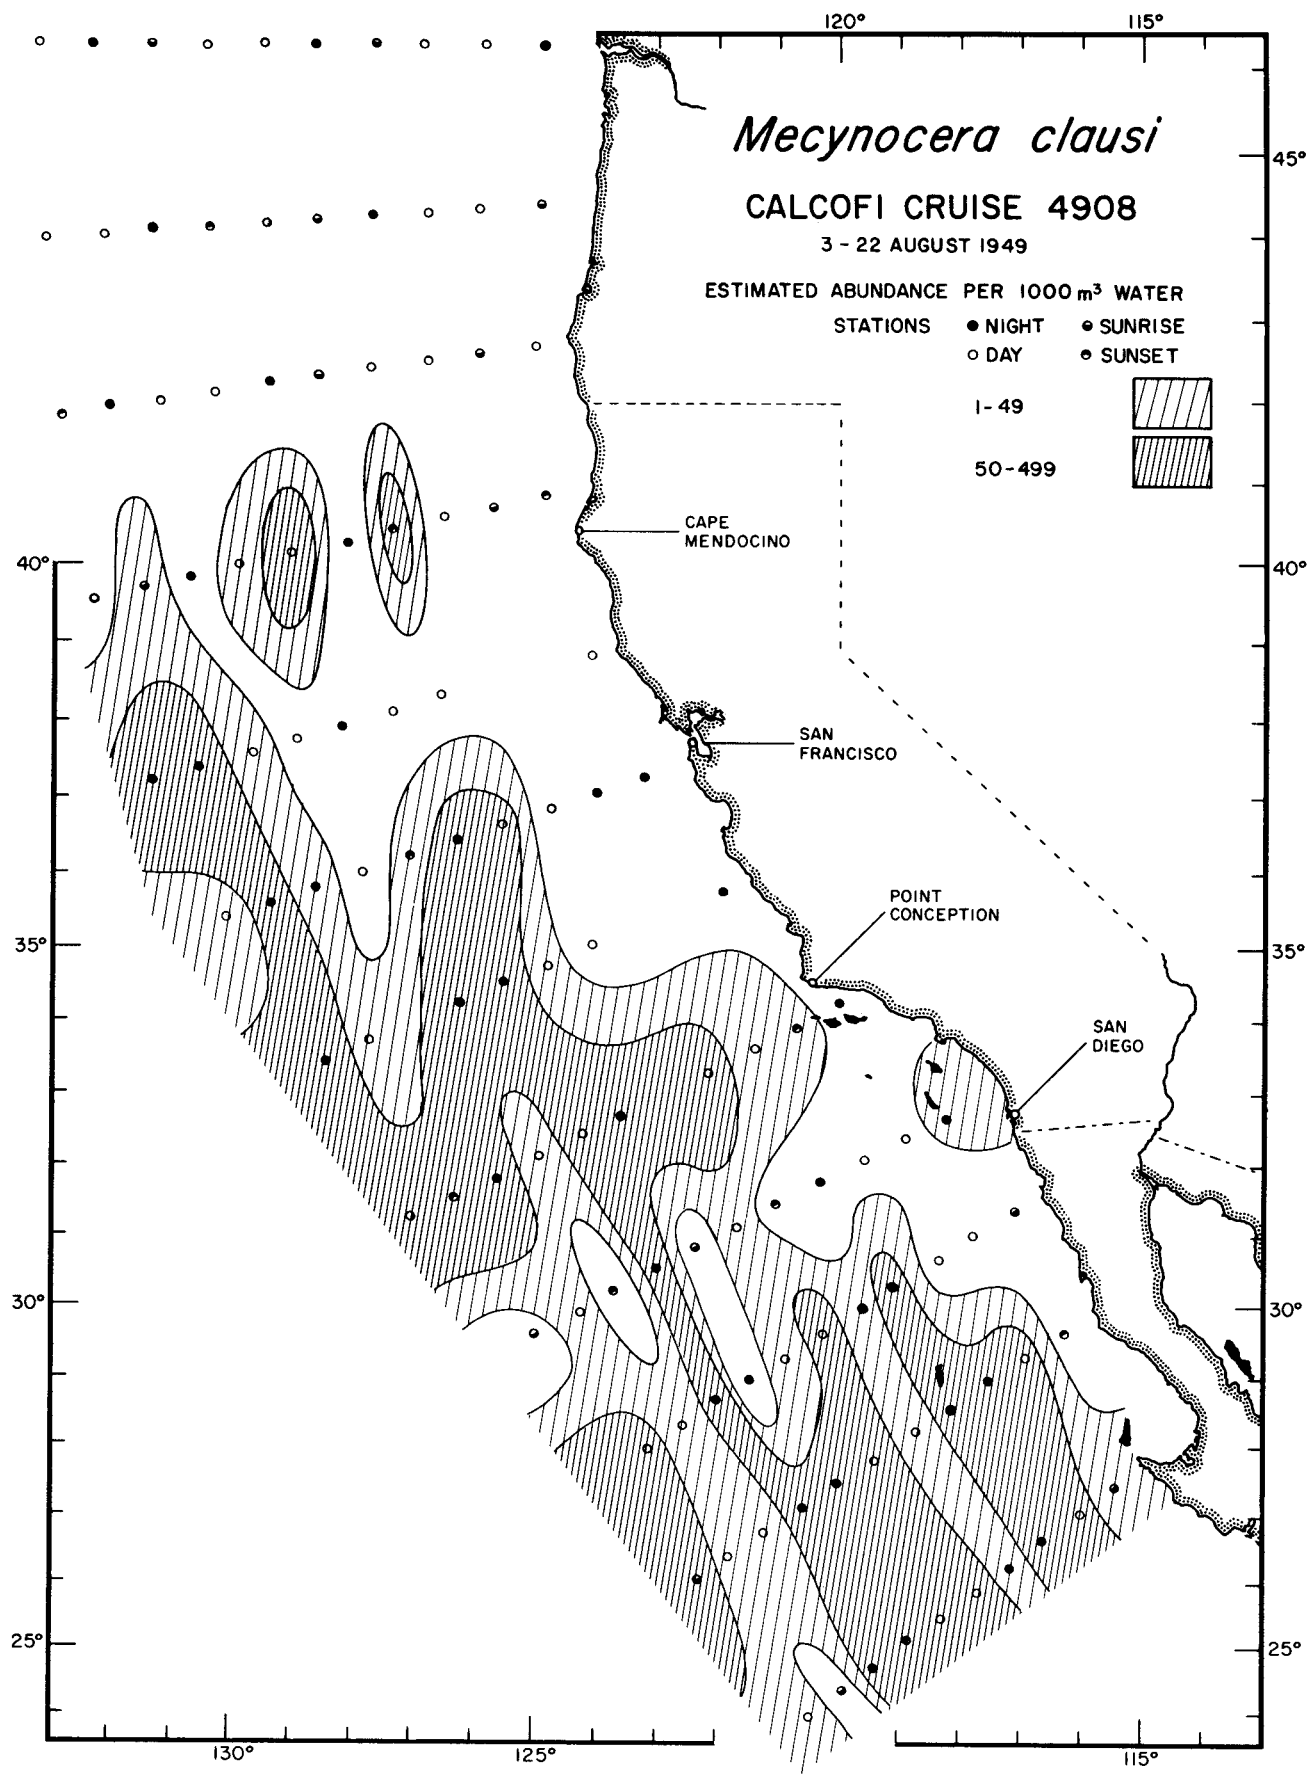 120° 115°
Mecynocera clausi
45°
CALCOFI CRUISE 4908
3-22 AUGUST 1949
ESTIMATED ABUNDANCE PER 1000 m³ WATER
STATIONS NIGHT SUNRISE
DAY SUNSET
1-49
50-499
CAPE
MENDOCINO
40° 40°
SAN
FRANCISCO
POINT
CONCEPTION
35° 35°
SAN
DIEGO
30° 30°
25° 25°
130° 125° 115°